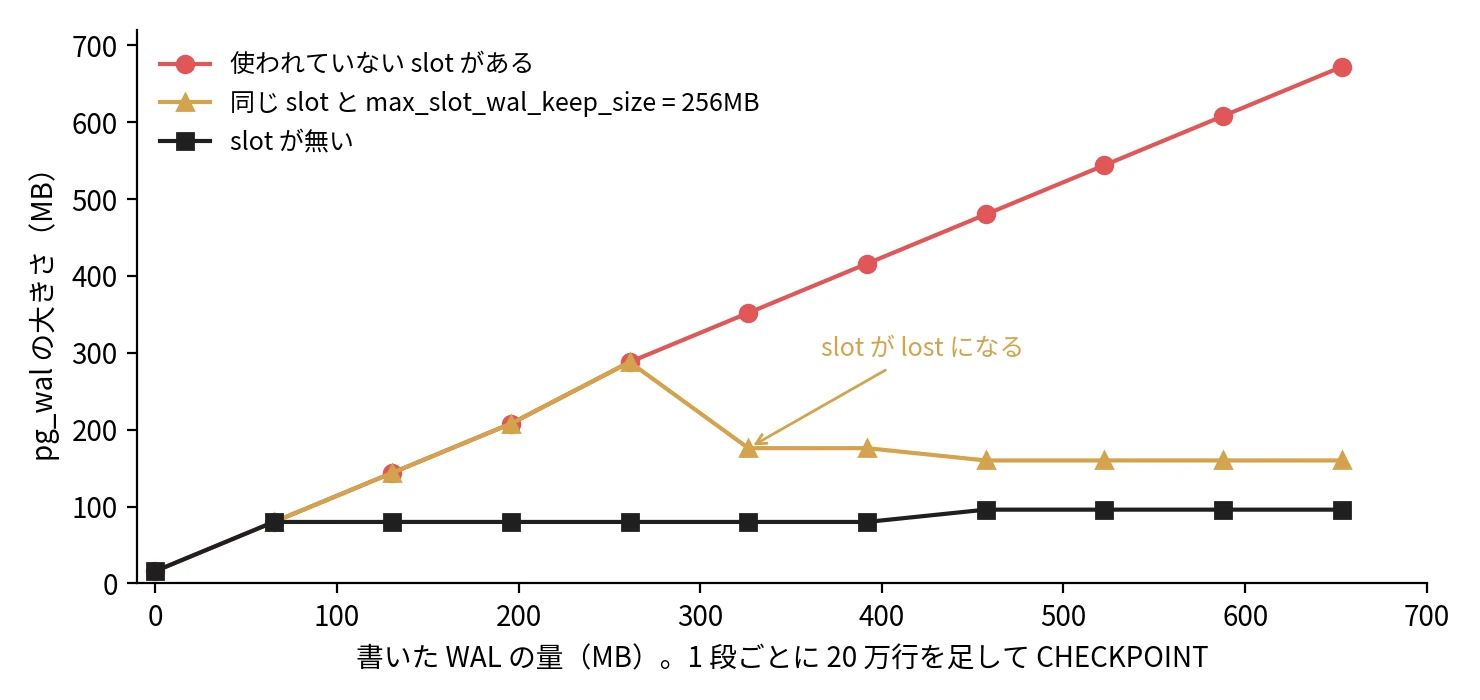 使われていない slot がある
同じ slot と max_slot_wal_keep_size = 256MB
slot が無い
pg_wal の大きさ（MB）
700
600
500
400
300
200
100
0
slot が lost になる
0 100 200 300 400 500 600 700
書いた WAL の量（MB）。1 段ごとに 20 万行を足して CHECKPOINT